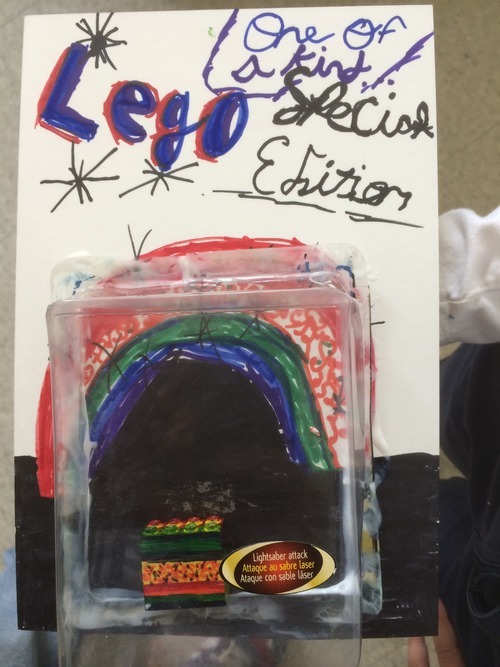 One Of
a kind!
Lego Special
Edition
Lightsaber attack
Attaque au sabre laser
Ataque con sable láser